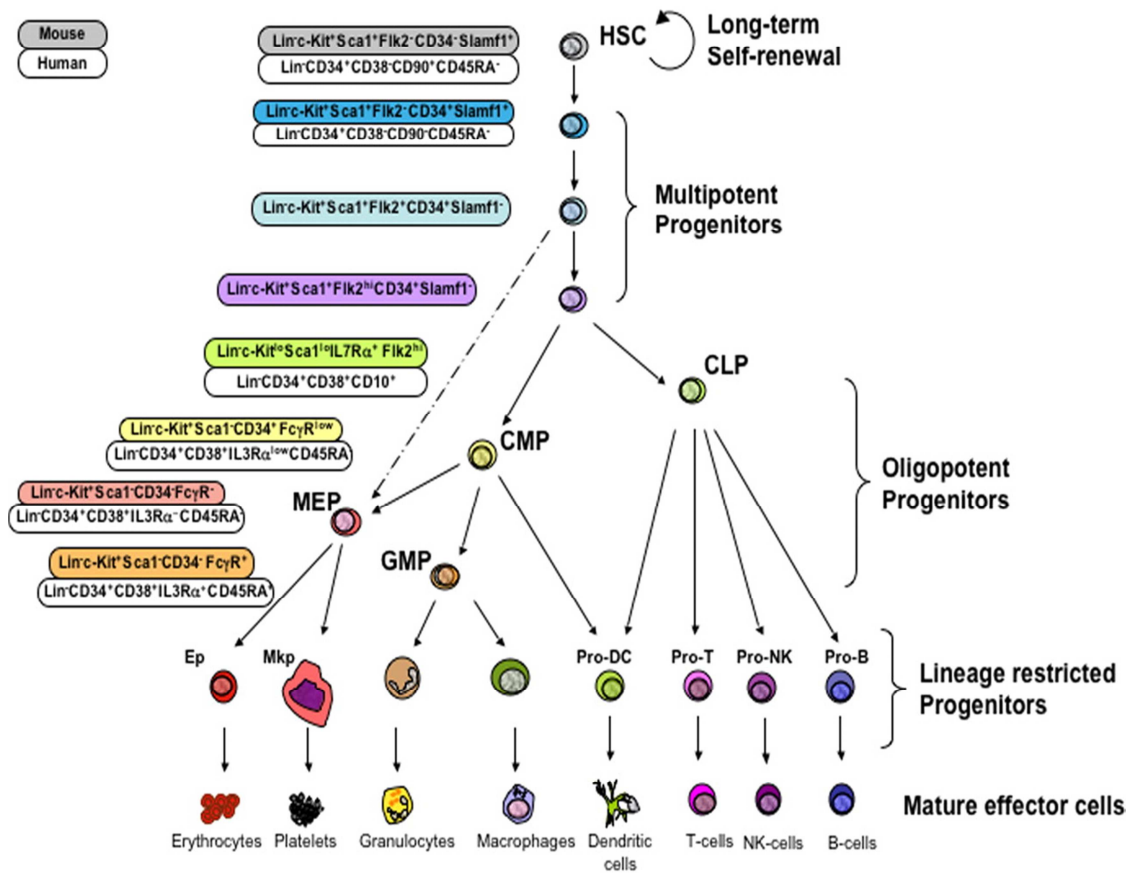 Mouse
Human
Lin⁻c-Kit⁺Sca1⁺Flk2⁻CD34⁻Slamf1⁺
Lin⁻CD34⁺CD38⁻CD90⁺CD45RA⁻
HSC
Long-term
Self-renewal
Lin⁻c-Kit⁺Sca1⁺Flk2⁻CD34⁺Slamf1⁺
Lin⁻CD34⁺CD38⁻CD90⁻CD45RA⁻
Lin⁻c-Kit⁺Sca1⁺Flk2⁺CD34⁺Slamf1⁻
Multipotent
Progenitors
Lin⁻c-Kit⁺Sca1⁺Flk2ʰⁱCD34⁺Slamf1⁻
Lin⁻c-KitˡᵒSca1ˡᵒIL7Rα⁺ Flk2ʰⁱ
Lin⁻CD34⁺CD38⁺CD10⁺
CLP
Lin⁻c-Kit⁺Sca1⁻CD34⁺FcγRˡᵒʷ
Lin⁻CD34⁺CD38⁺IL3RαˡᵒʷCD45RA
CMP
Oligopotent
Progenitors
Lin⁻c-Kit⁺Sca1⁻CD34⁻FcγR⁻
Lin⁻CD34⁺CD38⁺IL3Rα⁻CD45RA⁻
MEP
Lin⁻c-Kit⁺Sca1⁻CD34⁻FcγR⁺
Lin⁻CD34⁺CD38⁺IL3Rα⁺CD45RA⁺
GMP
Ep
Mkp
Pro-DC
Pro-T
Pro-NK
Pro-B
Lineage restricted
Progenitors
Mature effector cells
Erythrocytes
Platelets
Granulocytes
Macrophages
Dendritic
cells
T-cells
NK-cells
B-cells